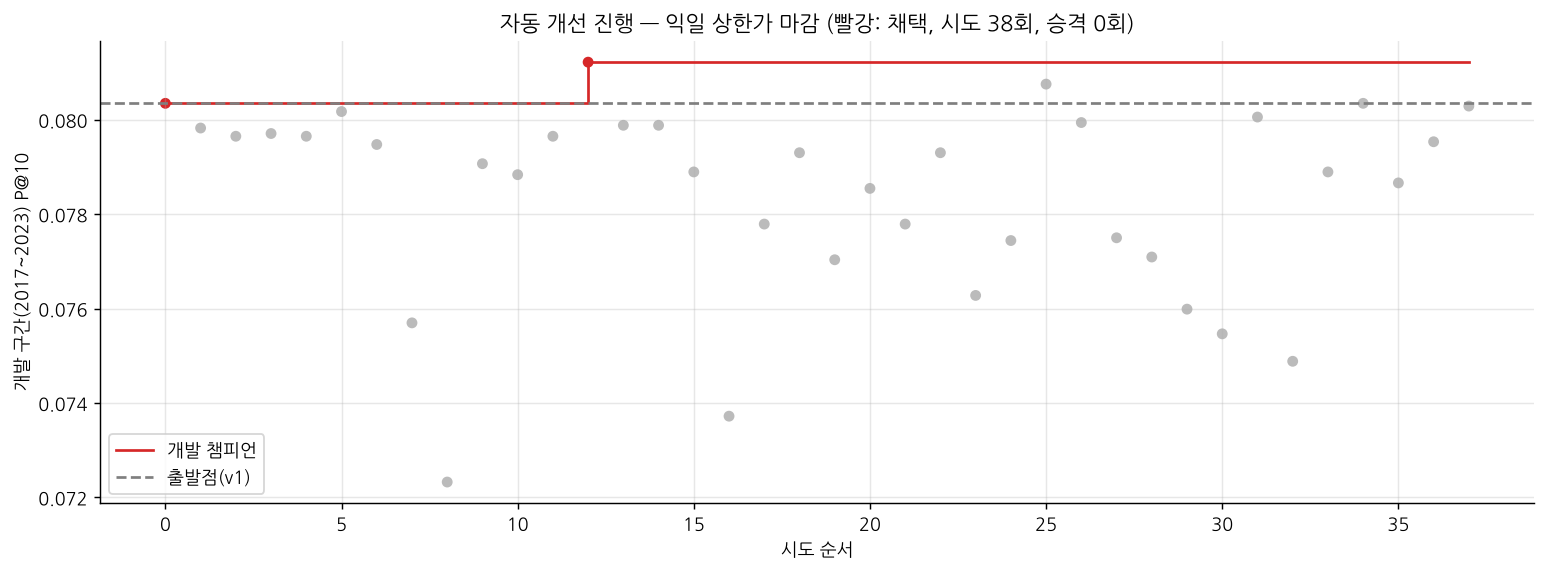 자동 개선 진행 — 익일 상한가 마감 (빨강: 채택, 시도 38회, 승격 0회)
개발 구간(2017~2023) P@10
0.080
0.078
0.076
0.074
0.072
개발 챔피언
출발점(v1)
0 5 10 15 20 25 30 35
시도 순서